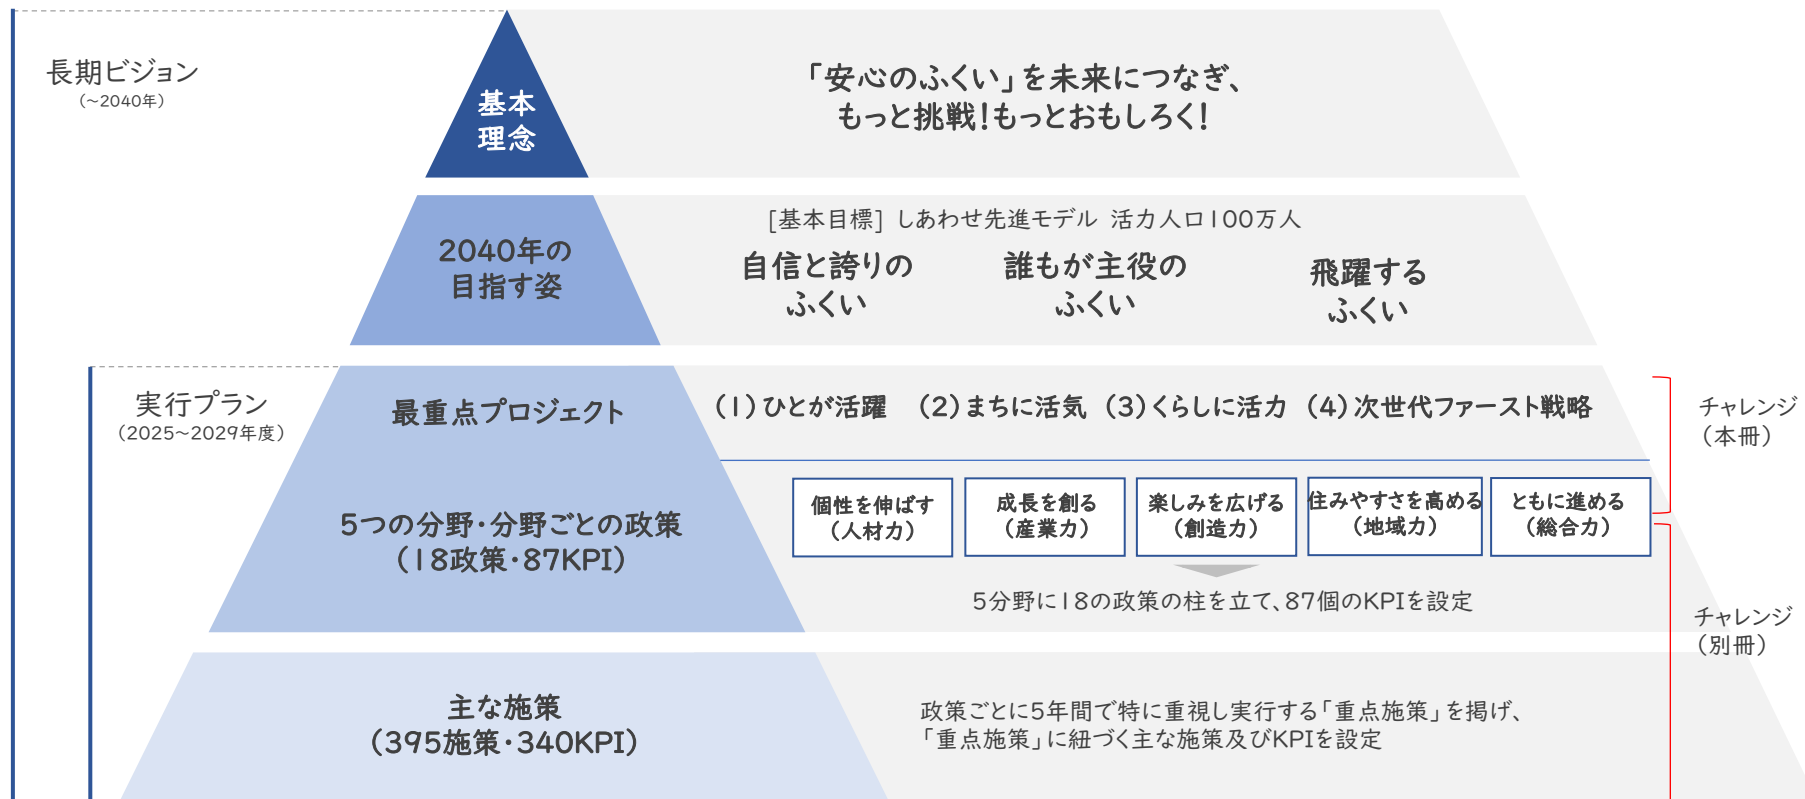 長期ビジョン
（～2040年）
基本
理念
「安心のふくい」を未来につなぎ、
もっと挑戦！もっとおもしろく！
2040年の
目指す姿
［基本目標］ しあわせ先進モデル 活力人口100万人
自信と誇りの
ふくい
誰もが主役の
ふくい
飛躍する
ふくい
実行プラン
（2025～2029年度）
最重点プロジェクト
（1）ひとが活躍 （2）まちに活気 （3）くらしに活力 （4）次世代ファースト戦略
チャレンジ
（本冊）
5つの分野・分野ごとの政策
（18政策・87KPI）
個性を伸ばす
（人材力）
成長を創る
（産業力）
楽しみを広げる
（創造力）
住みやすさを高める
（地域力）
ともに進める
（総合力）
5分野に18の政策の柱を立て、87個のKPIを設定
チャレンジ
（別冊）
主な施策
（395施策・340KPI）
政策ごとに5年間で特に重視し実行する「重点施策」を掲げ、
「重点施策」に紐づく主な施策及びKPIを設定